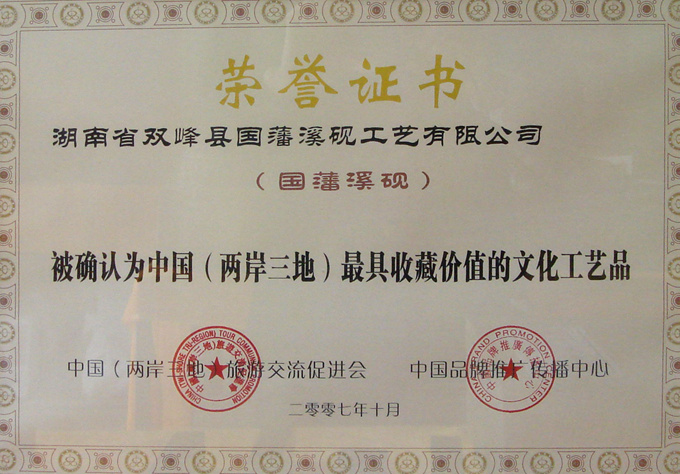 荣誉证书
湖南省双峰县国藩溪砚工艺有限公司
（国藩溪砚）
被确认为中国（两岸三地）最具收藏价值的文化工艺品
中国（两岸三地）旅游交流促进会
中国品牌推广传播中心
二零零七年十月